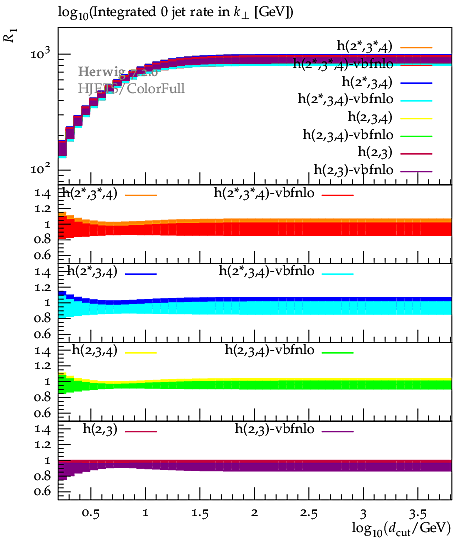 log₁₀(Integrated 0 jet rate in k⊥ [GeV])
R₁
10³
10²
Herwig
HJets/ColorFull
h(2*,3*,4)
h(2*,3*,4)-vbfnlo
h(2*,3,4)
h(2*,3,4)-vbfnlo
h(2,3,4)
h(2,3,4)-vbfnlo
h(2,3)
h(2,3)-vbfnlo
h(2*,3*,4) h(2*,3*,4)-vbfnlo
1.4
1.2
1
0.8
h(2*,3,4) h(2*,3,4)-vbfnlo
1.4
1.2
1
0.8
0.6
h(2,3,4) h(2,3,4)-vbfnlo
1.4
1.2
1
0.8
0.6
h(2,3) h(2,3)-vbfnlo
1.4
1.2
1
0.8
0.6
0.5 1 1.5 2 2.5 3 3.5
log₁₀(d_cut/GeV)